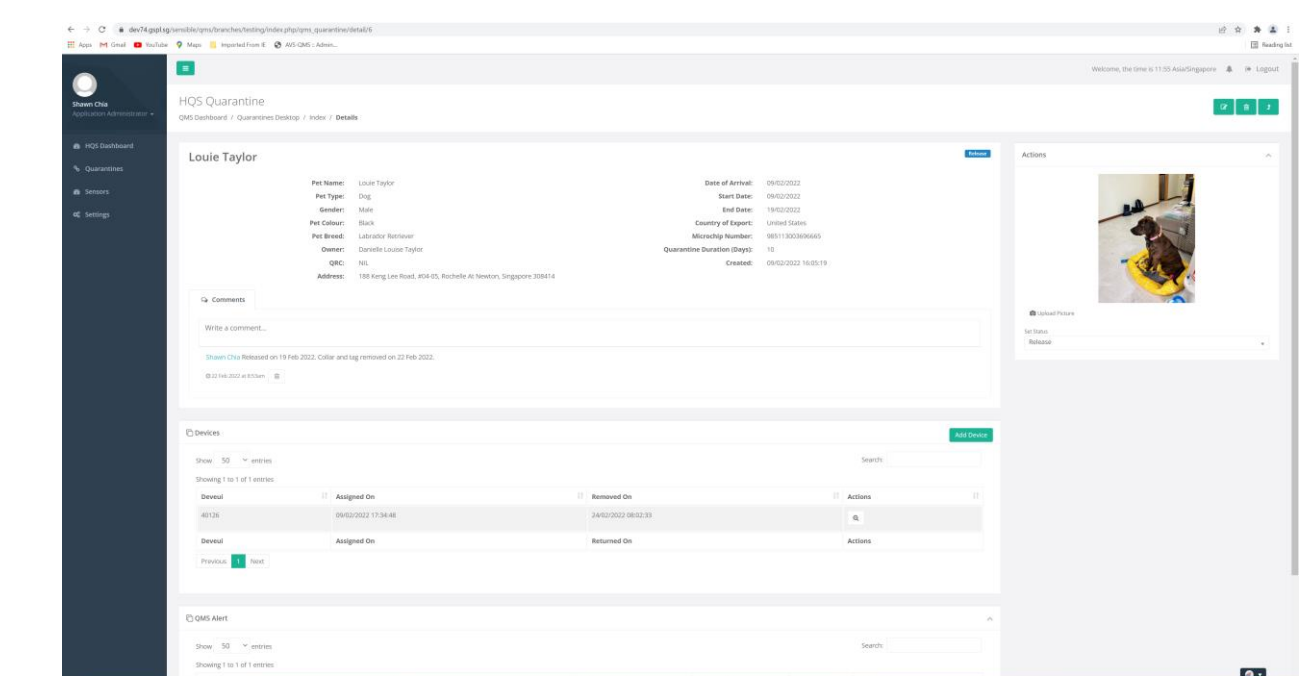 dev74.gspl.sg/sensible/qms/branches/testing/index.php/qms_quarantine/detail/6
Apps Gmail YouTube Maps Imported From IE AVS QMS :: Admin... Reading list
Welcome, the time is 11:55 Asia/Singapore Logout
Shawn Chia
Application Administrator
HQS Dashboard
Quarantines
Sensors
Settings
HQS Quarantine
QMS Dashboard / Quarantines Desktop / Index / Details
Louie Taylor
Release
Pet Name: Louie Taylor
Pet Type: Dog
Gender: Male
Pet Colour: Black
Pet Breed: Labrador Retriever
Owner: Danielle Louise Taylor
QRC: NIL
Address: 188 Keng Lee Road, #04-05, Rochelle At Newton, Singapore 308414
Date of Arrival: 09/02/2022
Start Date: 09/02/2022
End Date: 19/02/2022
Country of Export: United States
Microchip Number: 985113003696665
Quarantine Duration (Days): 10
Created: 09/02/2022 16:05:19
Comments
Write a comment...
Shawn Chia Released on 19 Feb 2022. Collar and tag removed on 22 Feb 2022.
22 Feb 2022 at 8:53am
Actions
Upload Picture
Set Status
Release
Devices
Add Device
Show 50 entries Search:
Showing 1 to 1 of 1 entries
Deveui Assigned On Removed On Actions
40126 09/02/2022 17:34:48 24/02/2022 08:02:33
Deveui Assigned On Returned On Actions
Previous 1 Next
QMS Alert
Show 50 entries Search:
Showing 1 to 1 of 1 entries